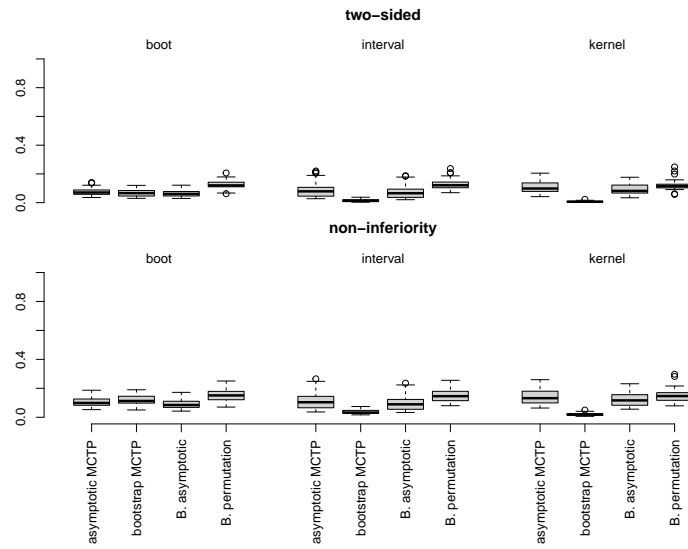 two-sided
boot interval kernel
0.8
0.4
0.0
non-inferiority
boot interval kernel
0.8
0.4
0.0
asymptotic MCTP
bootstrap MCTP
B. asymptotic
B. permutation
asymptotic MCTP
bootstrap MCTP
B. asymptotic
B. permutation
asymptotic MCTP
bootstrap MCTP
B. asymptotic
B. permutation